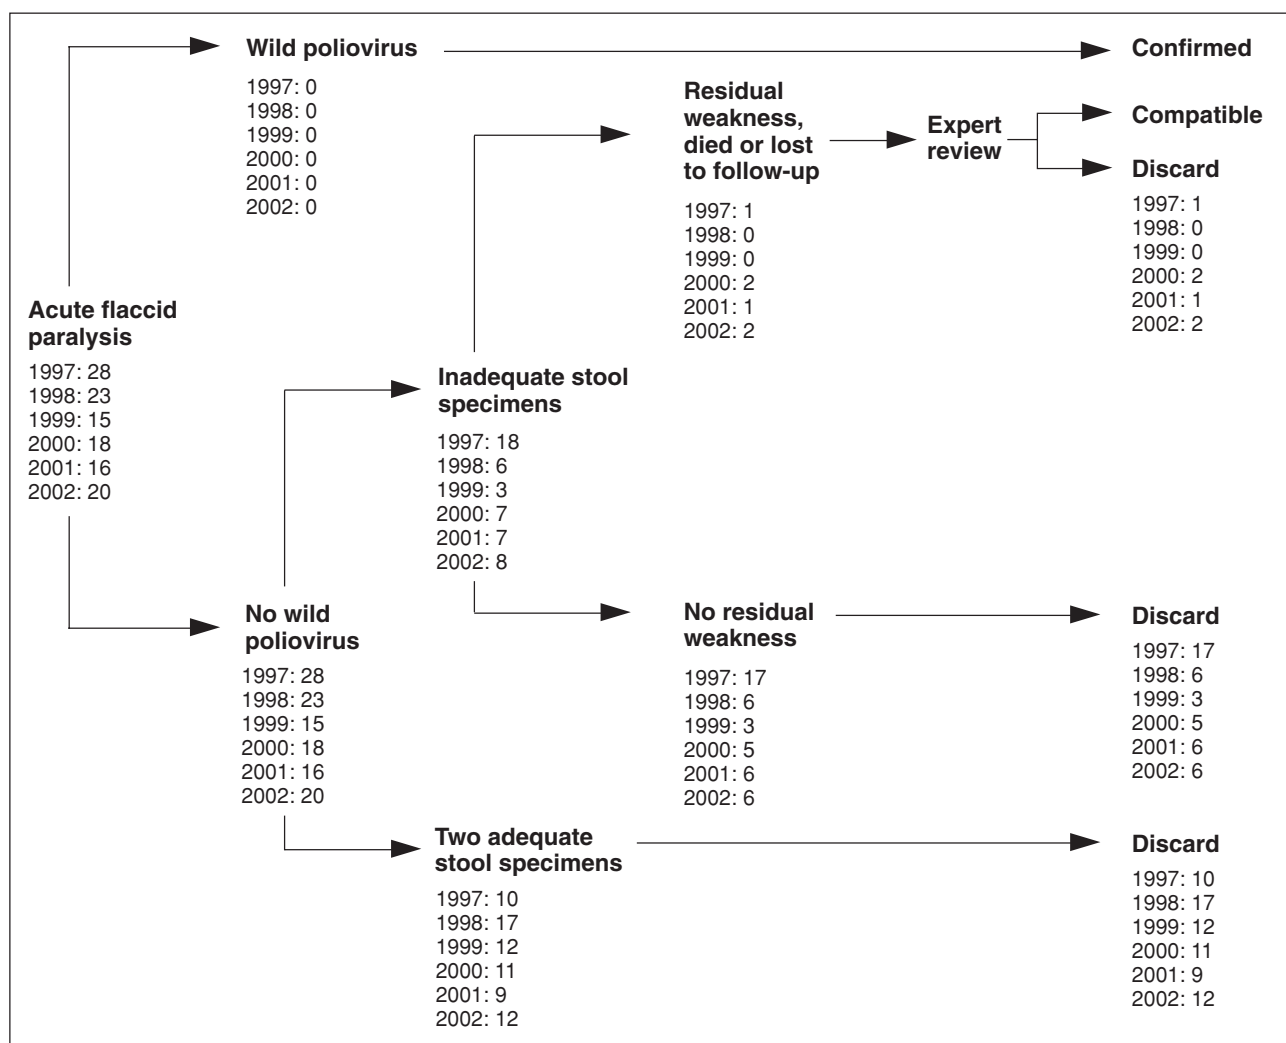 Wild poliovirus
1997: 0
1998: 0
1999: 0
2000: 0
2001: 0
2002: 0
Confirmed
Residual
weakness,
died or lost
to follow-up
1997: 1
1998: 0
1999: 0
2000: 2
2001: 1
2002: 2
Expert
review
Compatible
Discard
1997: 1
1998: 0
1999: 0
2000: 2
2001: 1
2002: 2
Acute flaccid
paralysis
1997: 28
1998: 23
1999: 15
2000: 18
2001: 16
2002: 20
Inadequate stool
specimens
1997: 18
1998: 6
1999: 3
2000: 7
2001: 7
2002: 8
No wild
poliovirus
1997: 28
1998: 23
1999: 15
2000: 18
2001: 16
2002: 20
No residual
weakness
1997: 17
1998: 6
1999: 3
2000: 5
2001: 6
2002: 6
Discard
1997: 17
1998: 6
1999: 3
2000: 5
2001: 6
2002: 6
Two adequate
stool specimens
1997: 10
1998: 17
1999: 12
2000: 11
2001: 9
2002: 12
Discard
1997: 10
1998: 17
1999: 12
2000: 11
2001: 9
2002: 12